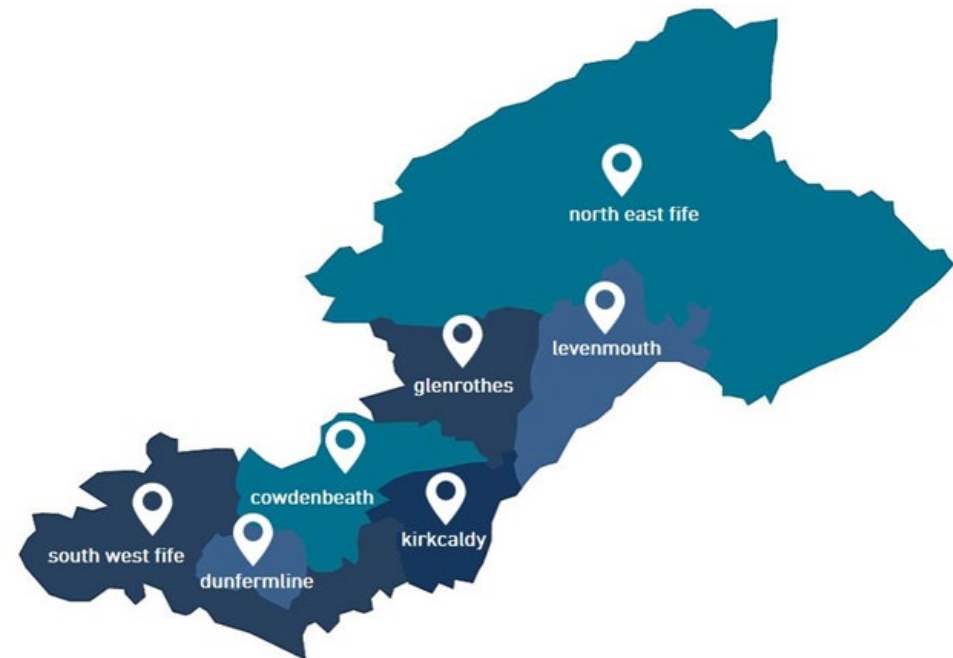 north east fife
levenmouth
glenrothes
cowdenbeath
kirkcaldy
south west fife
dunfermline